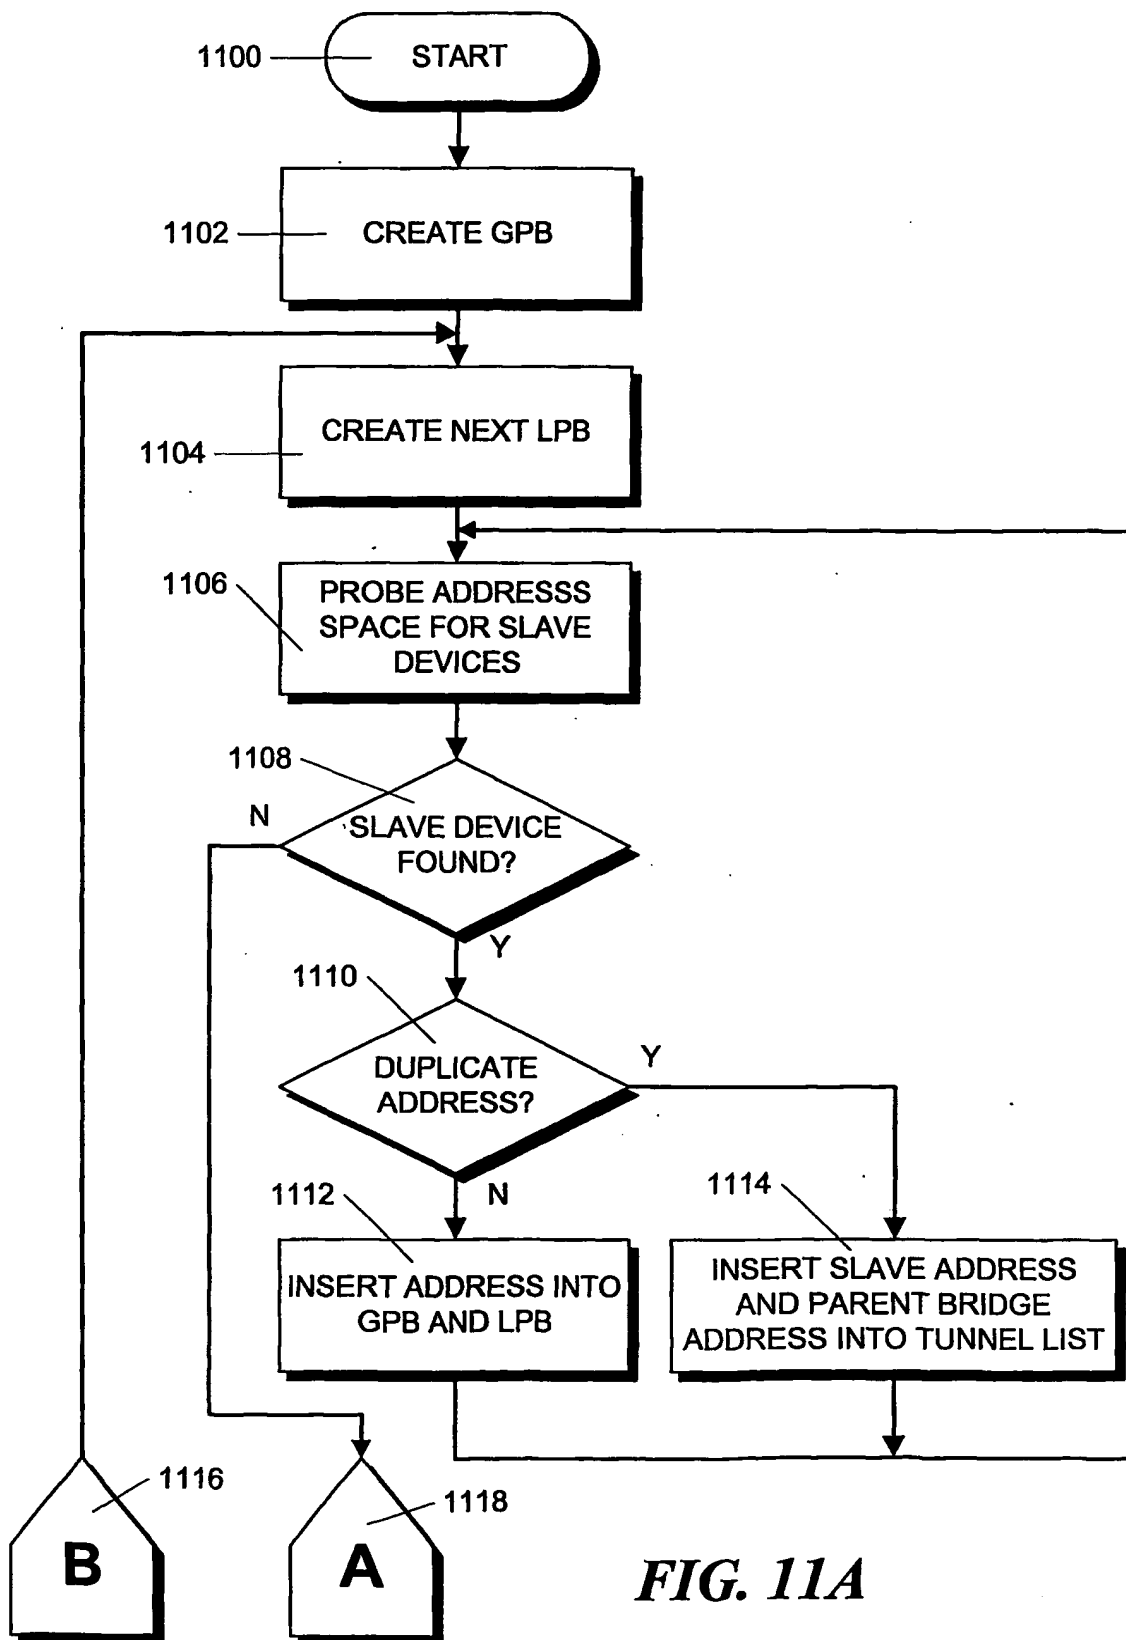 1100
START
1102
CREATE GPB
1104
CREATE NEXT LPB
1106
PROBE ADDRESSS
SPACE FOR SLAVE
DEVICES
1108
N
SLAVE DEVICE
FOUND?
Y
1110
DUPLICATE
ADDRESS?
Y
1112
N
1114
INSERT ADDRESS INTO
GPB AND LPB
INSERT SLAVE ADDRESS
AND PARENT BRIDGE
ADDRESS INTO TUNNEL LIST
1116
B
1118
A
FIG. 11A